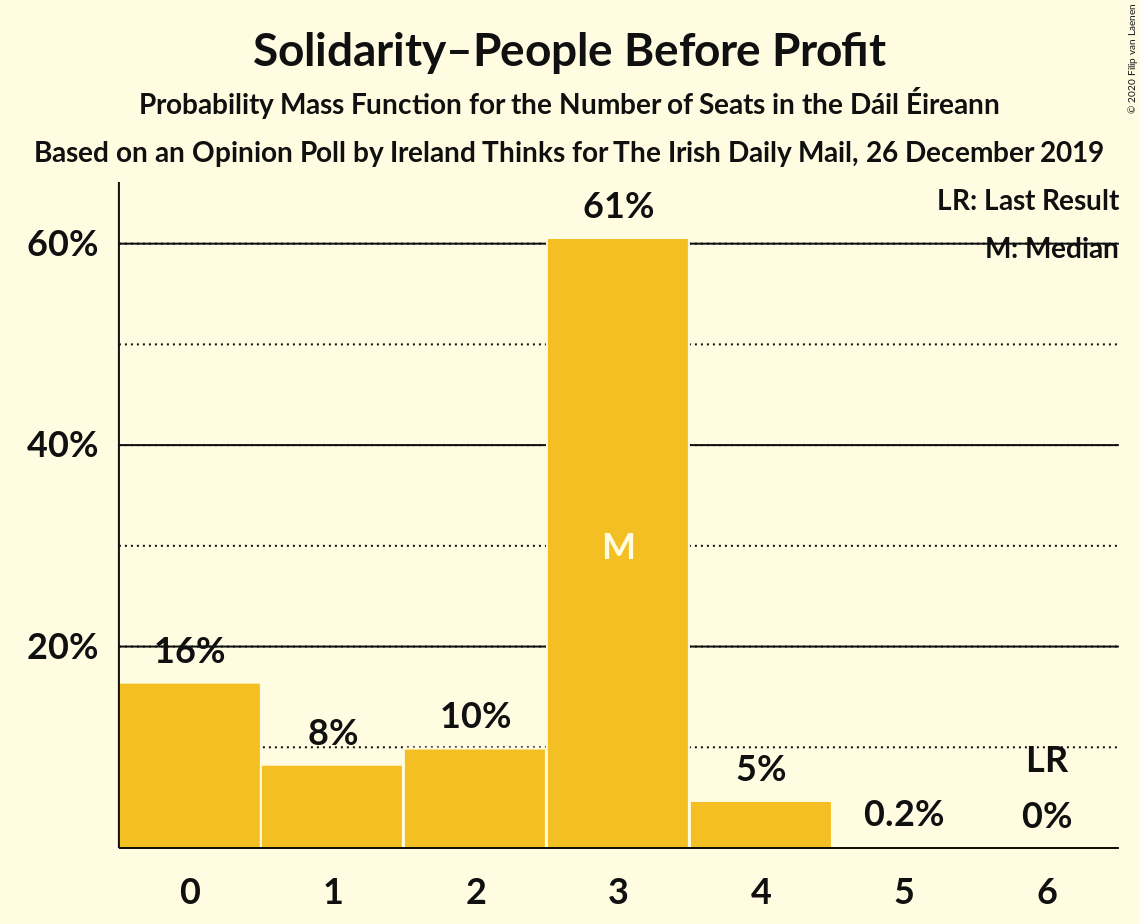 Solidarity–People Before Profit
Probability Mass Function for the Number of Seats in the Dáil Éireann
Based on an Opinion Poll by Ireland Thinks for The Irish Daily Mail, 26 December 2019
© 2020 Filip van Laenen
LR: Last Result
M: Median
61%
60%
40%
M
20%
16%
8%
10%
5%
0.2%
LR
0%
0 1 2 3 4 5 6